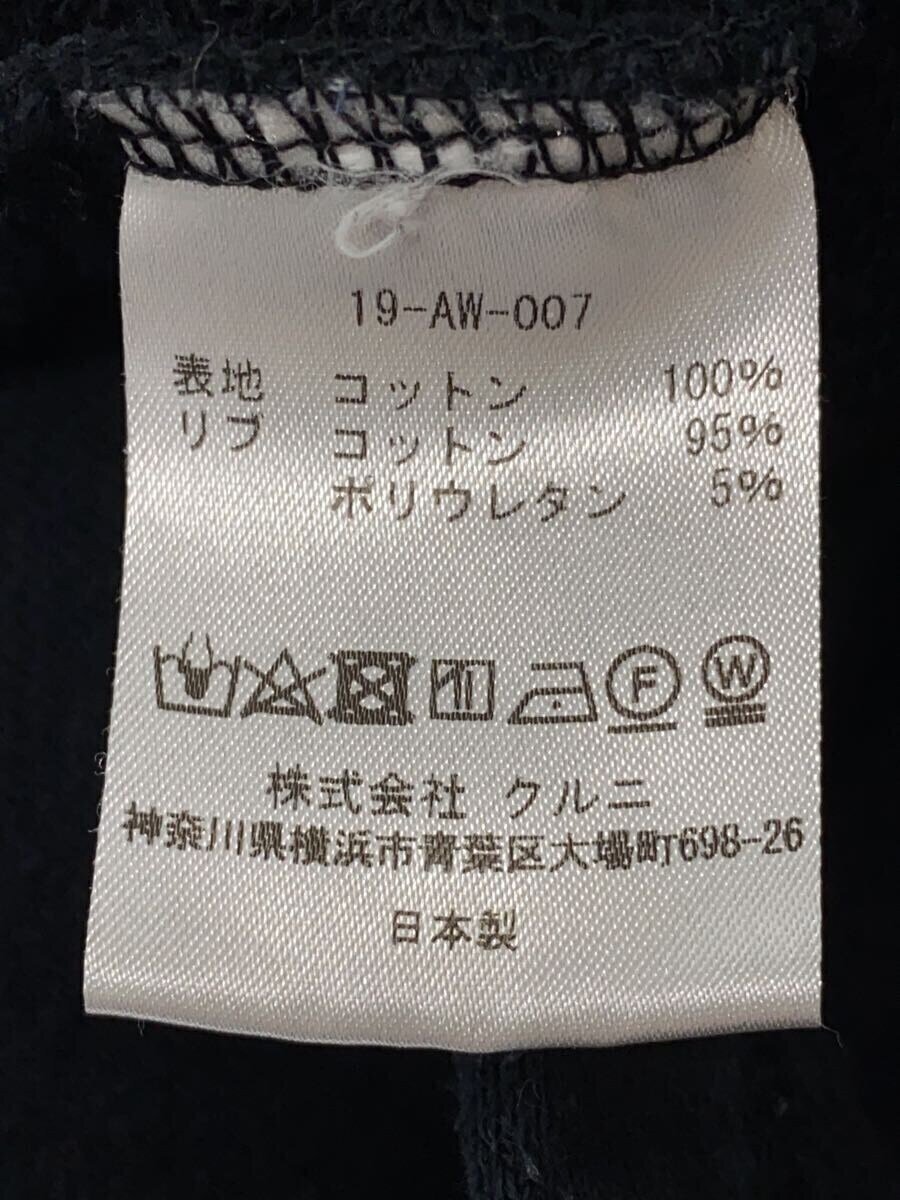 19-AW-007
表地 コットン 100%
リブ コットン 95%
ポリウレタン 5%
F W
株式会社 クルニ
神奈川県横浜市青葉区大場町698-26
日本製